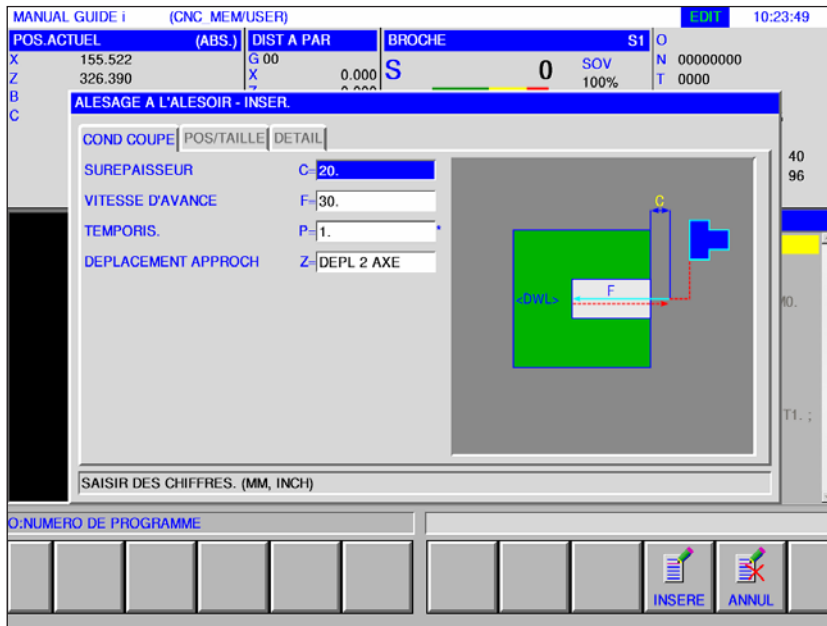 MANUAL GUIDE i (CNC_MEM/USER) EDIT 10:23:49
POS.ACTUEL (ABS.) DIST A PAR BROCHE S1 O
X 155.522 G 00 S 0 SOV N 00000000
Z 326.390 X 0.000 100% T 0000
B
C
ALESAGE A L'ALESOIR - INSER.
COND COUPE POS/TAILLE DETAIL
SUREPAISSEUR C= 20.
VITESSE D'AVANCE F= 30.
TEMPORIS. P= 1. *
DEPLACEMENT APPROCH Z= DEPL 2 AXE
C
<DWL> F
40
96
M0.
T1. ;
SAISIR DES CHIFFRES. (MM, INCH)
O:NUMERO DE PROGRAMME
INSERE ANNUL